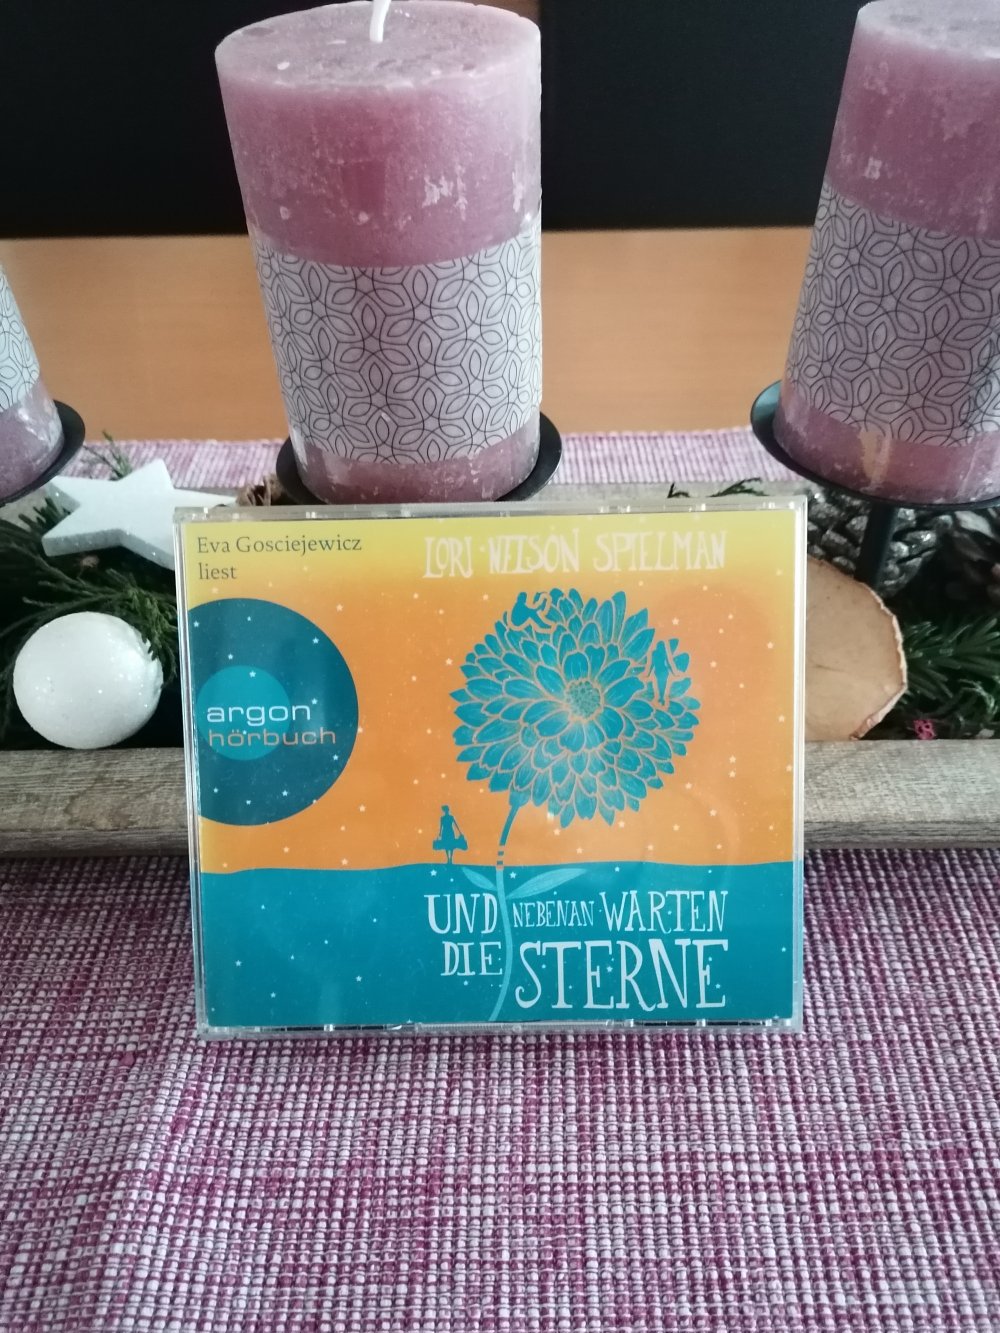 Eva Gosciejewicz
liest
LORI NELSON SPIELMAN
argon
hörbuch
UND NEBENAN WARTEN
DIE STERNE